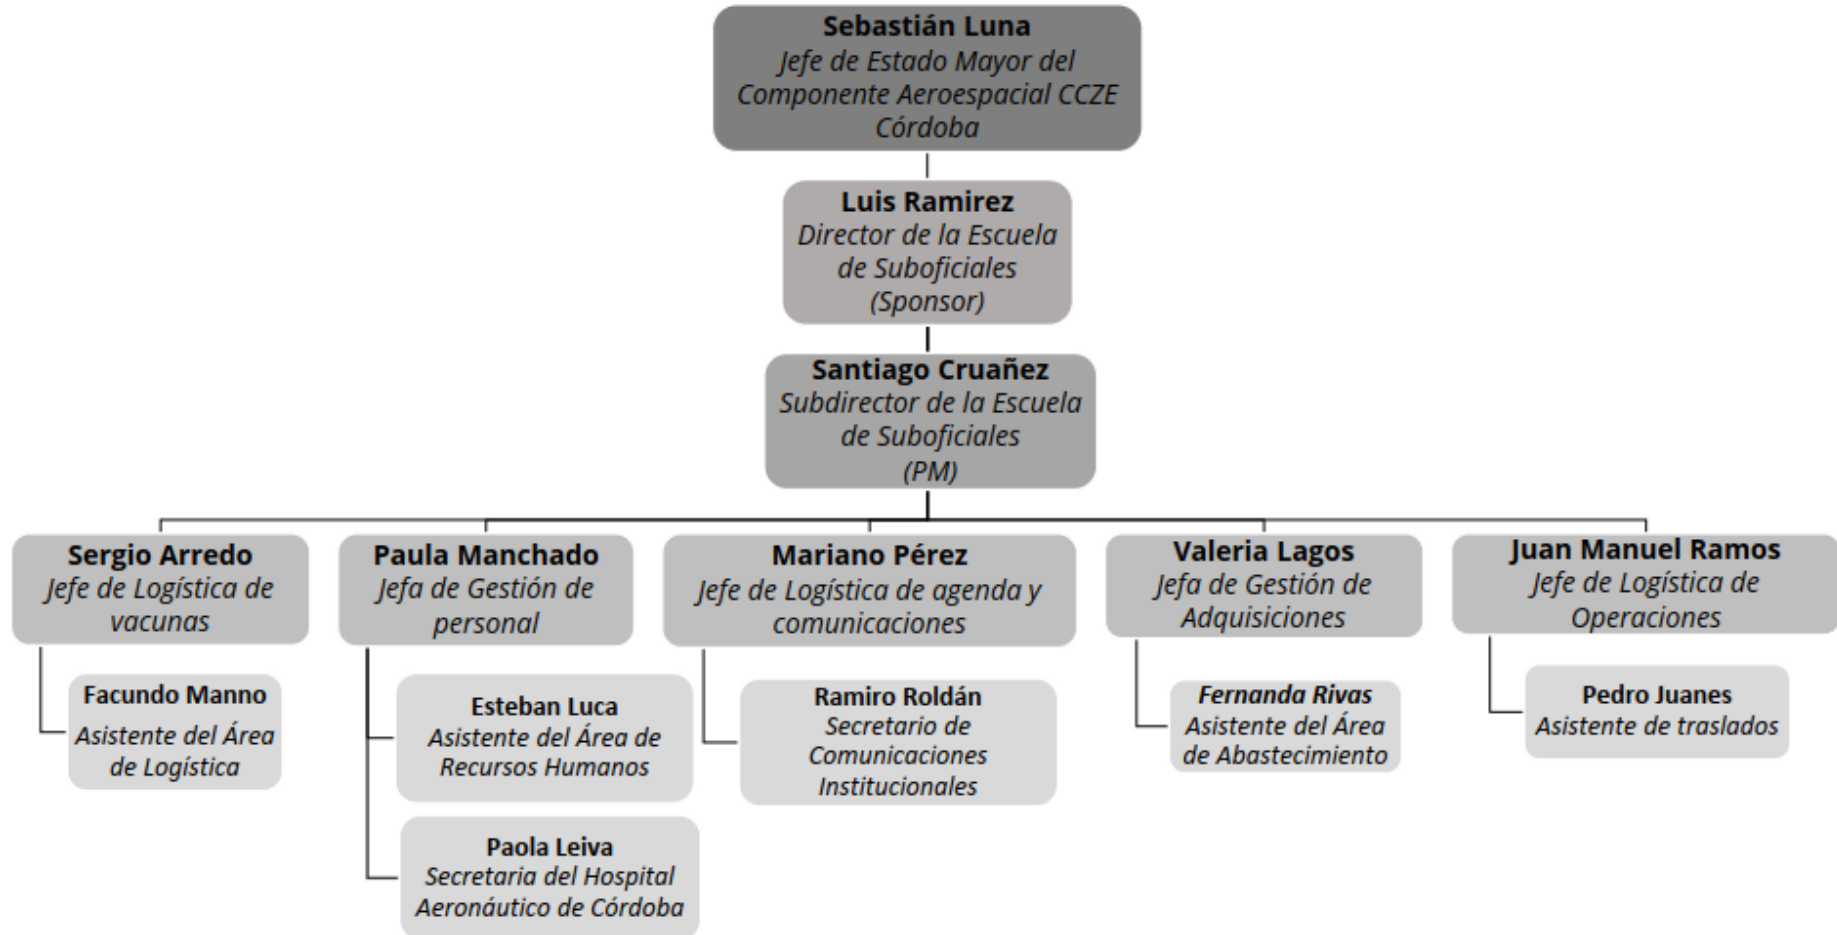 Sebastián Luna
Jefe de Estado Mayor del
Componente Aeroespacial CCZE
Córdoba
Luis Ramirez
Director de la Escuela
de Suboficiales
(Sponsor)
Santiago Cruañez
Subdirector de la Escuela
de Suboficiales
(PM)
Sergio Arredo
Jefe de Logística de
vacunas
Paula Manchado
Jefa de Gestión de
personal
Mariano Pérez
Jefe de Logística de agenda y
comunicaciones
Valeria Lagos
Jefa de Gestión de
Adquisiciones
Juan Manuel Ramos
Jefe de Logística de
Operaciones
Facundo Manno
Asistente del Área
de Logística
Esteban Luca
Asistente del Área de
Recursos Humanos
Paola Leiva
Secretaria del Hospital
Aeronáutico de Córdoba
Ramiro Roldán
Secretario de
Comunicaciones
Institucionales
Fernanda Rivas
Asistente del Área
de Abastecimiento
Pedro Juanes
Asistente de traslados